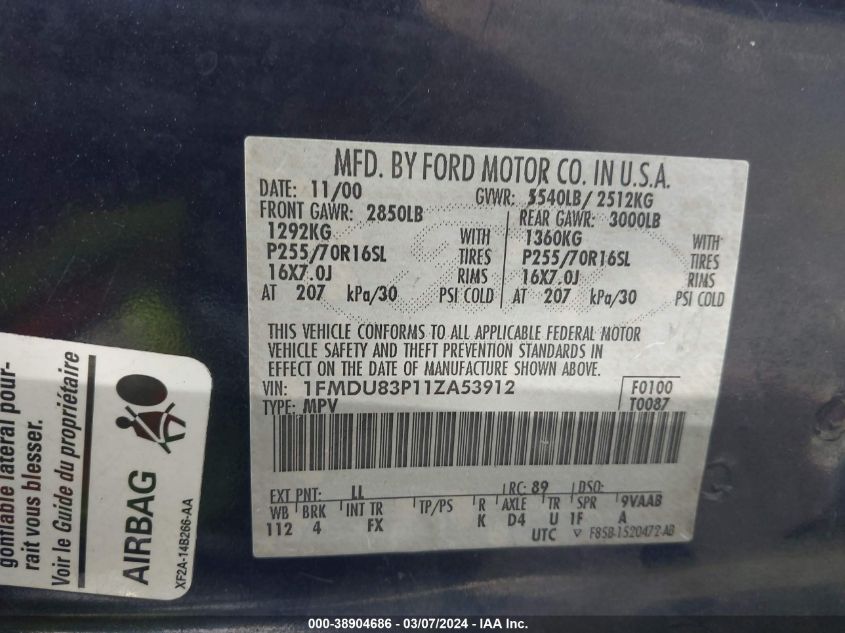 MFD. BY FORD MOTOR CO. IN U.S.A.
DATE: 11/00 GVWR: 5540LB/2512KG
FRONT GAWR: 2850LB REAR GAWR: 3000LB
1292KG WITH 1360KG WITH
P255/70R16SL TIRES P255/70R16SL TIRES
16X7.0J RIMS 16X7.0J RIMS
AT 207 kPa/30 PSI COLD AT 207 kPa/30 PSI COLD
THIS VEHICLE CONFORMS TO ALL APPLICABLE FEDERAL MOTOR
VEHICLE SAFETY AND THEFT PREVENTION STANDARDS IN
EFFECT ON THE DATE OF MANUFACTURE SHOWN ABOVE.
VIN: 1FMDU83P11ZA53912 F0100
TYPE: MPV T0087
EXT PNT: LL RC: 89 DSO:
WB BRK INT TR TP/PS R AXLE TR SPR 9VAAB
112 4 FX K D4 U 1F A
UTC ▽ F85B-1520472-AB
gonflable latéral pour-
rait vous blesser.
Voir le Guide du propriétaire
AIRBAG
XF2A-14B266-AA
000-38904686 - 03/07/2024 - IAA Inc.